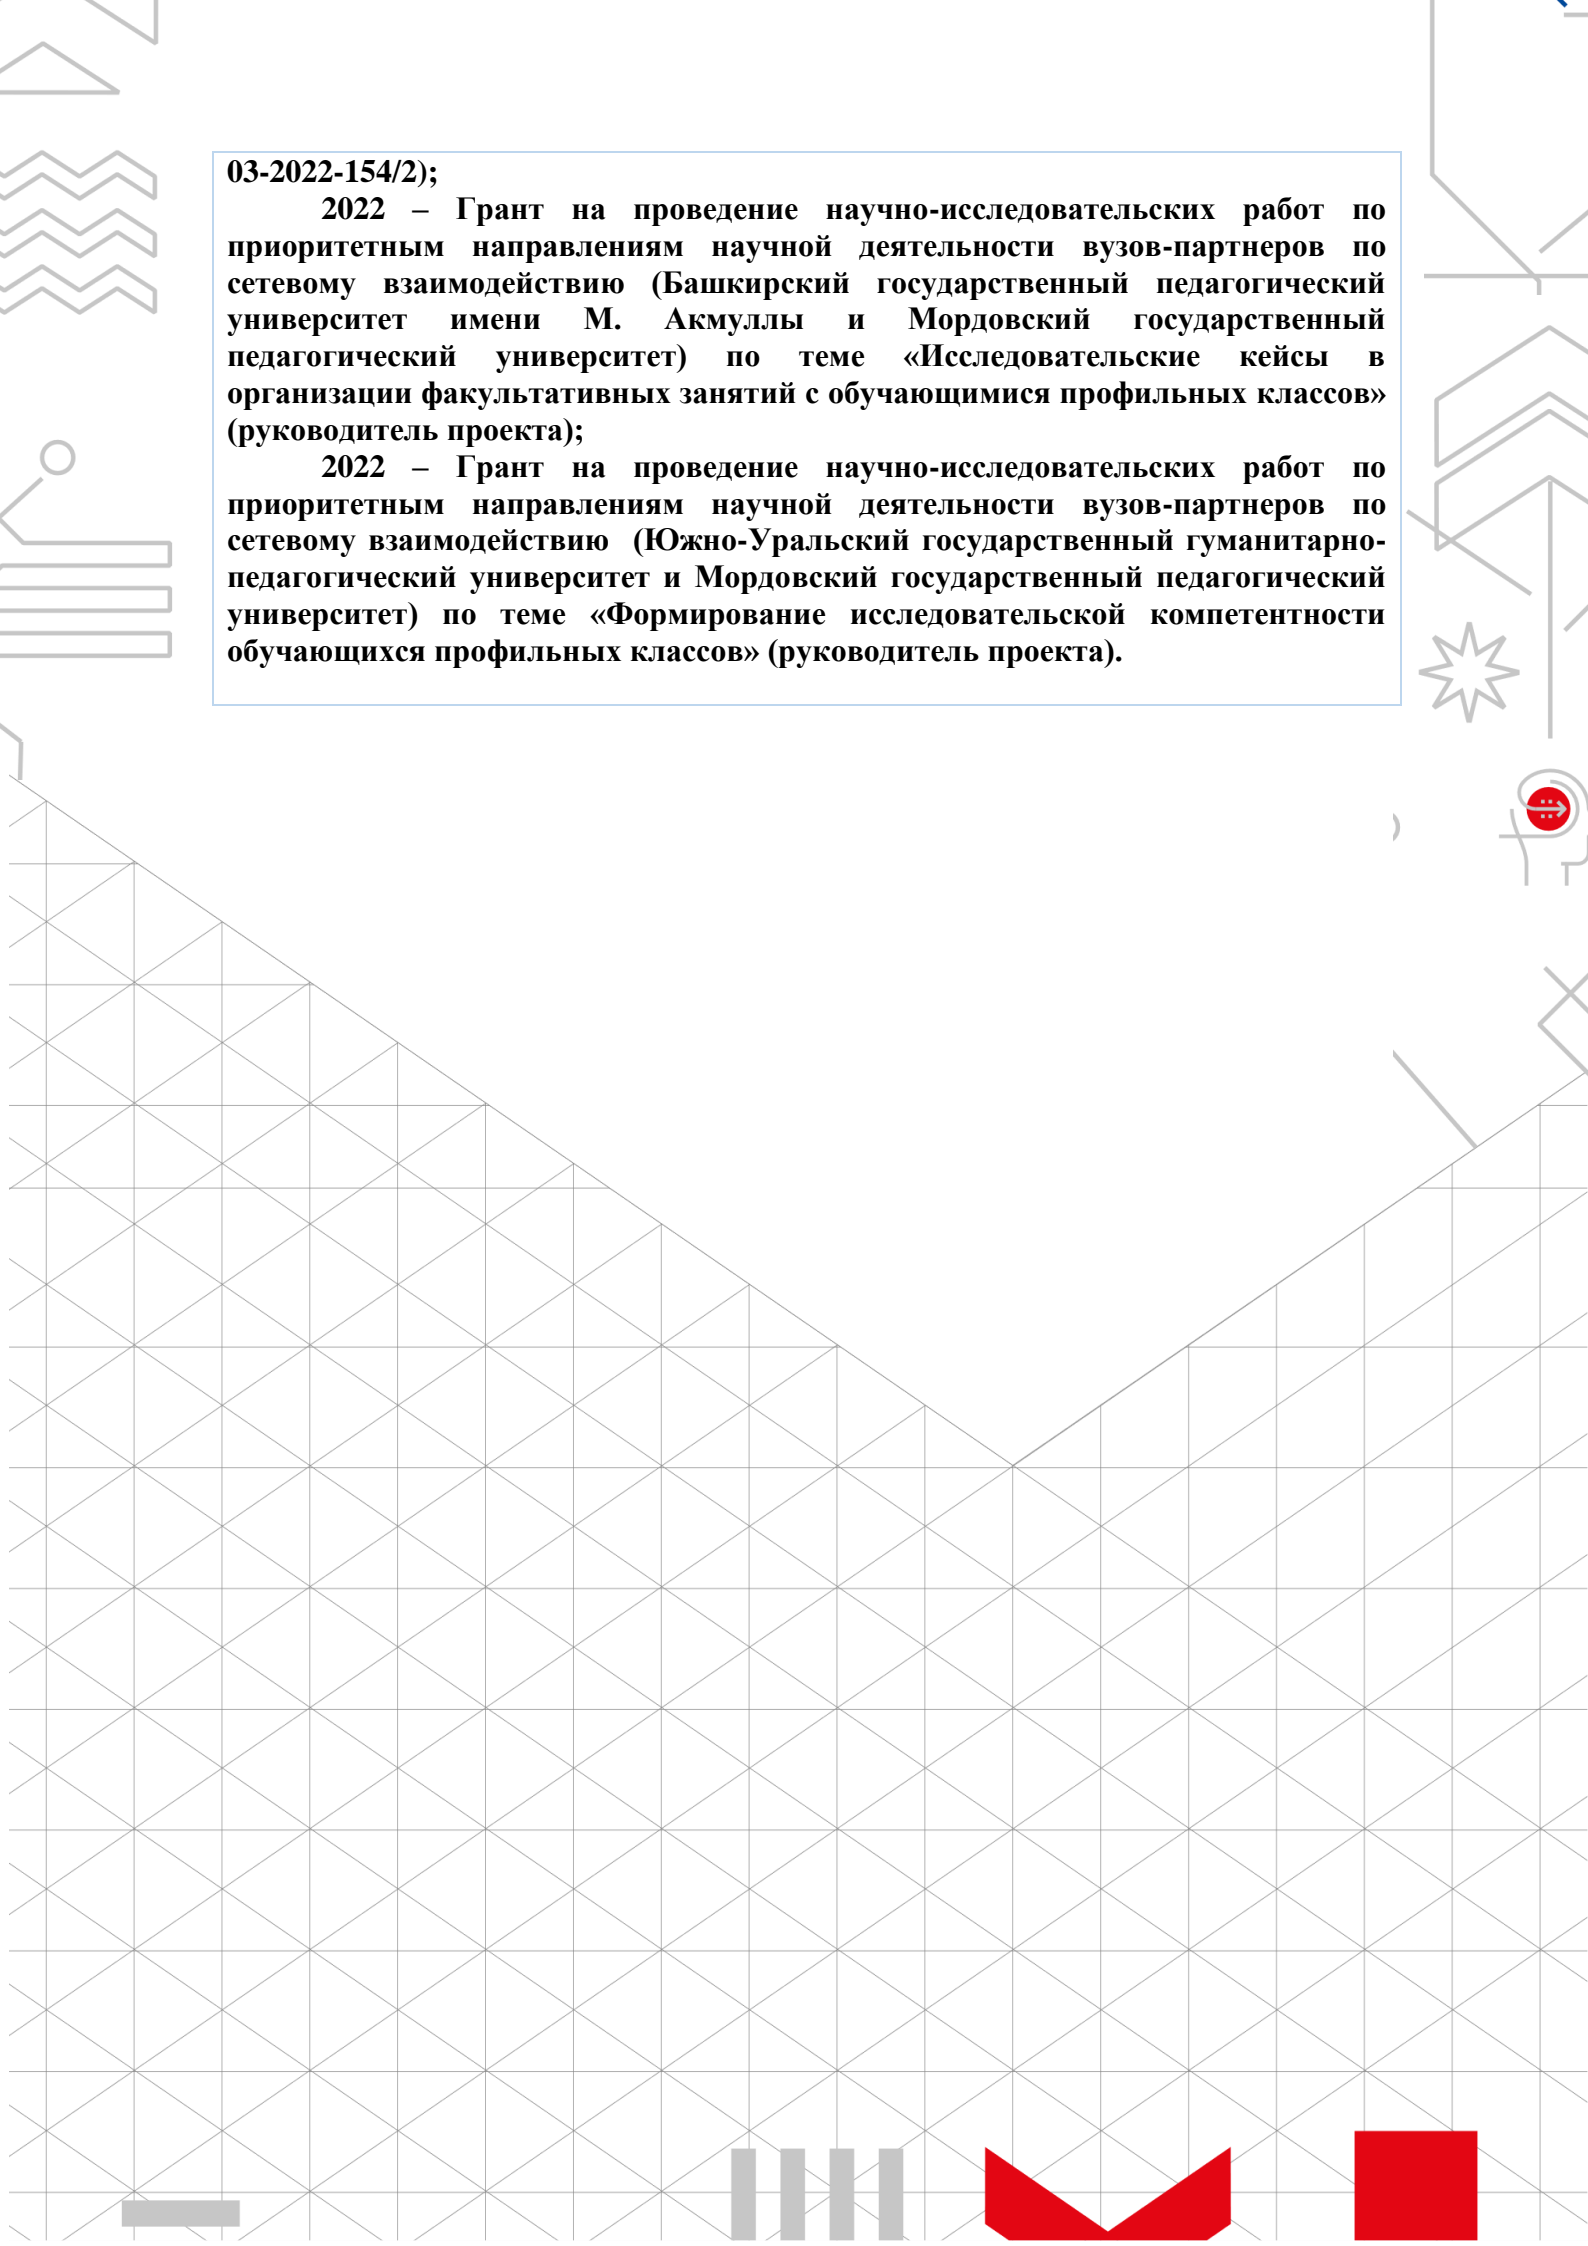 03-2022-154/2);
2022 – Грант на проведение научно-исследовательских работ по
приоритетным направлениям научной деятельности вузов-партнеров по
сетевому взаимодействию (Башкирский государственный педагогический
университет имени М. Акмуллы и Мордовский государственный
педагогический университет) по теме «Исследовательские кейсы в
организации факультативных занятий с обучающимися профильных классов»
(руководитель проекта);
2022 – Грант на проведение научно-исследовательских работ по
приоритетным направлениям научной деятельности вузов-партнеров по
сетевому взаимодействию (Южно-Уральский государственный гуманитарно-
педагогический университет и Мордовский государственный педагогический
университет) по теме «Формирование исследовательской компетентности
обучающихся профильных классов» (руководитель проекта).